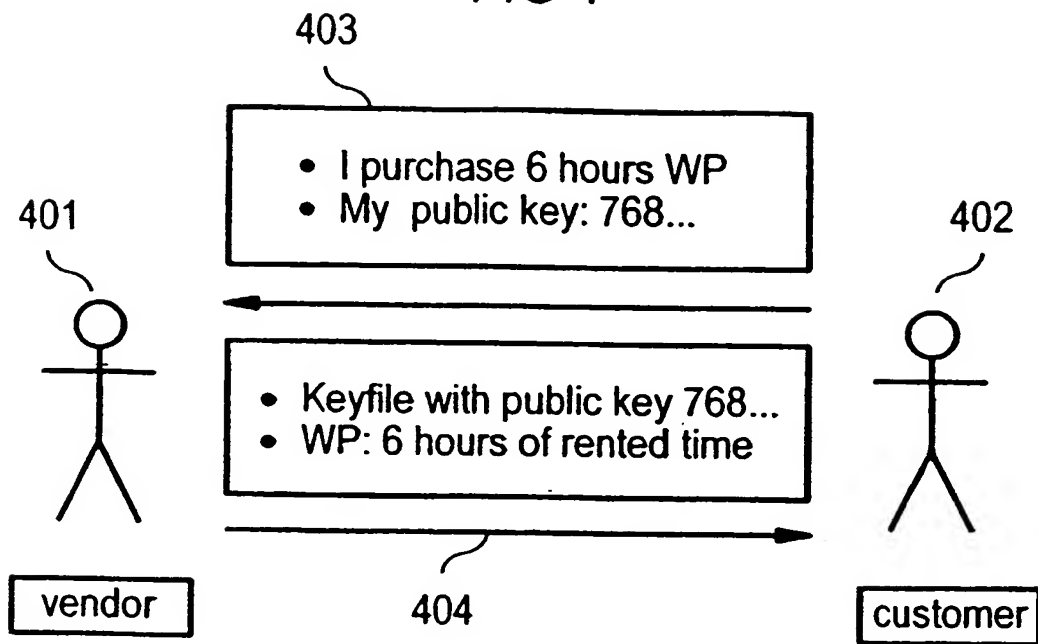 403
• I purchase 6 hours WP
• My public key: 768...
401
402
• Keyfile with public key 768...
• WP: 6 hours of rented time
vendor
404
customer